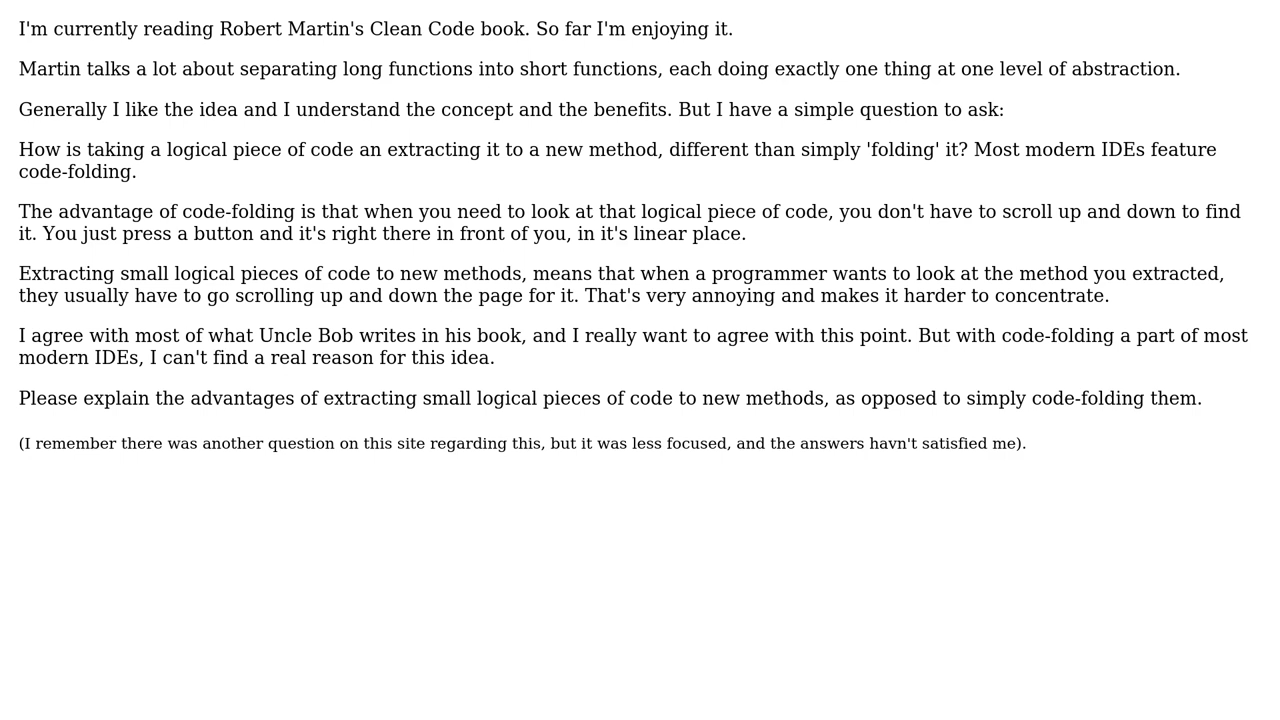 I'm currently reading Robert Martin's Clean Code book. So far I'm enjoying it.
Martin talks a lot about separating long functions into short functions, each doing exactly one thing at one level of abstraction.
Generally I like the idea and I understand the concept and the benefits. But I have a simple question to ask:
How is taking a logical piece of code an extracting it to a new method, different than simply 'folding' it? Most modern IDEs feature
code-folding.
The advantage of code-folding is that when you need to look at that logical piece of code, you don't have to scroll up and down to find
it. You just press a button and it's right there in front of you, in it's linear place.
Extracting small logical pieces of code to new methods, means that when a programmer wants to look at the method you extracted,
they usually have to go scrolling up and down the page for it. That's very annoying and makes it harder to concentrate.
I agree with most of what Uncle Bob writes in his book, and I really want to agree with this point. But with code-folding a part of most
modern IDEs, I can't find a real reason for this idea.
Please explain the advantages of extracting small logical pieces of code to new methods, as opposed to simply code-folding them.
(I remember there was another question on this site regarding this, but it was less focused, and the answers havn't satisfied me).